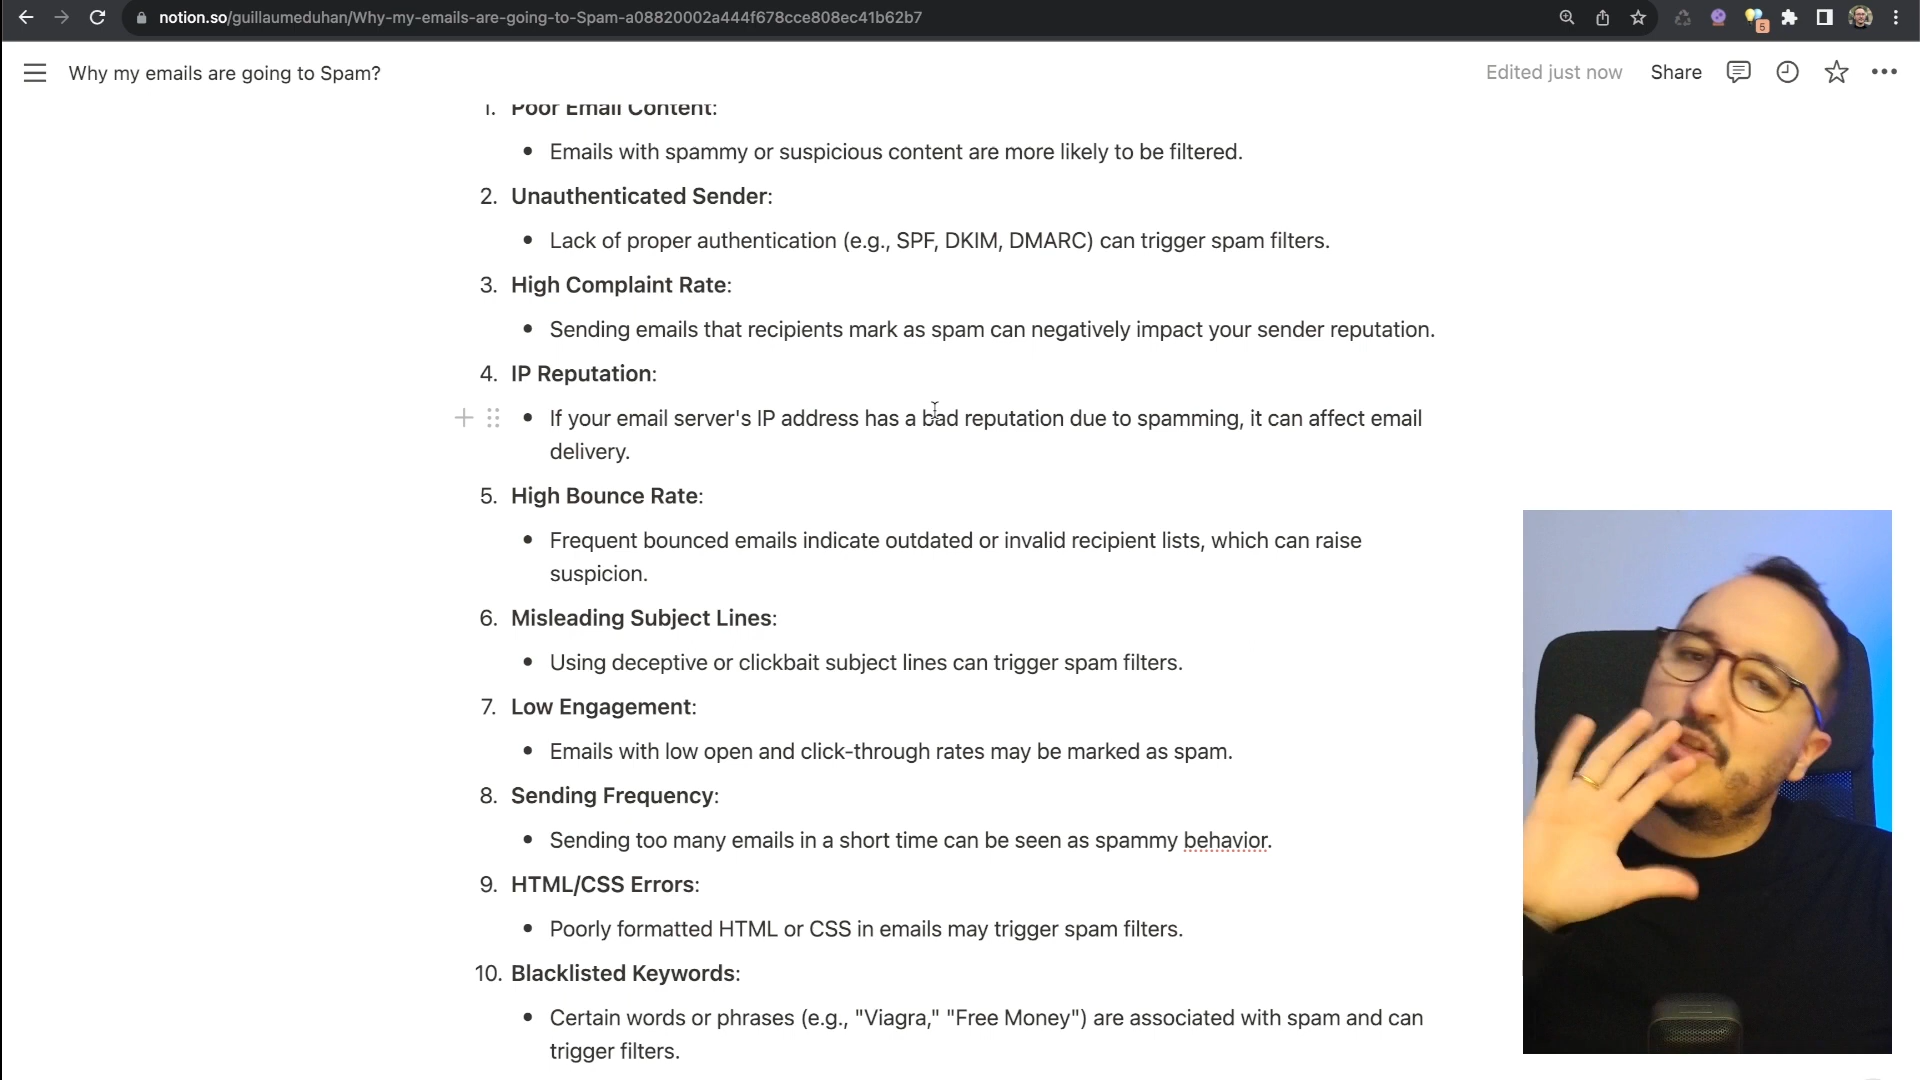 notion.so/guillaumeduhan/Why-my-emails-are-going-to-Spam-a08820002a444f678cce808ec41b62b7
5
Why my emails are going to Spam?
Edited just now
Share
1. Poor Email Content:
• Emails with spammy or suspicious content are more likely to be filtered.
2. Unauthenticated Sender:
• Lack of proper authentication (e.g., SPF, DKIM, DMARC) can trigger spam filters.
3. High Complaint Rate:
• Sending emails that recipients mark as spam can negatively impact your sender reputation.
4. IP Reputation:
• If your email server's IP address has a bad reputation due to spamming, it can affect email
delivery.
5. High Bounce Rate:
• Frequent bounced emails indicate outdated or invalid recipient lists, which can raise
suspicion.
6. Misleading Subject Lines:
• Using deceptive or clickbait subject lines can trigger spam filters.
7. Low Engagement:
• Emails with low open and click-through rates may be marked as spam.
8. Sending Frequency:
• Sending too many emails in a short time can be seen as spammy behavior.
9. HTML/CSS Errors:
• Poorly formatted HTML or CSS in emails may trigger spam filters.
10. Blacklisted Keywords:
• Certain words or phrases (e.g., "Viagra," "Free Money") are associated with spam and can
trigger filters.